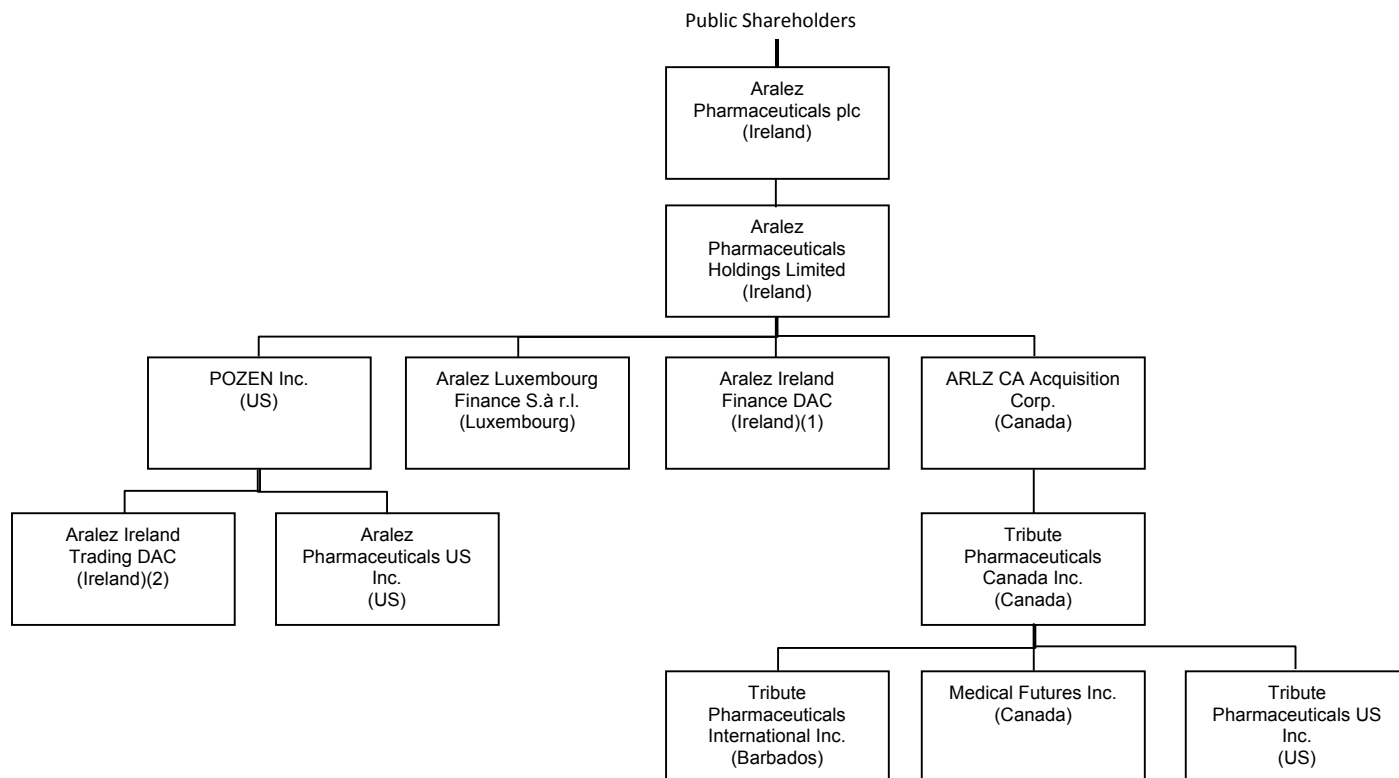 Public Shareholders
Aralez
Pharmaceuticals plc
(Ireland)
Aralez
Pharmaceuticals
Holdings Limited
(Ireland)
POZEN Inc.
(US)
Aralez Luxembourg
Finance S.à r.l.
(Luxembourg)
Aralez Ireland
Finance DAC
(Ireland)(1)
ARLZ CA Acquisition
Corp.
(Canada)
Aralez Ireland
Trading DAC
(Ireland)(2)
Aralez
Pharmaceuticals US
Inc.
(US)
Tribute
Pharmaceuticals
Canada Inc.
(Canada)
Tribute
Pharmaceuticals
International Inc.
(Barbados)
Medical Futures Inc.
(Canada)
Tribute
Pharmaceuticals US
Inc.
(US)